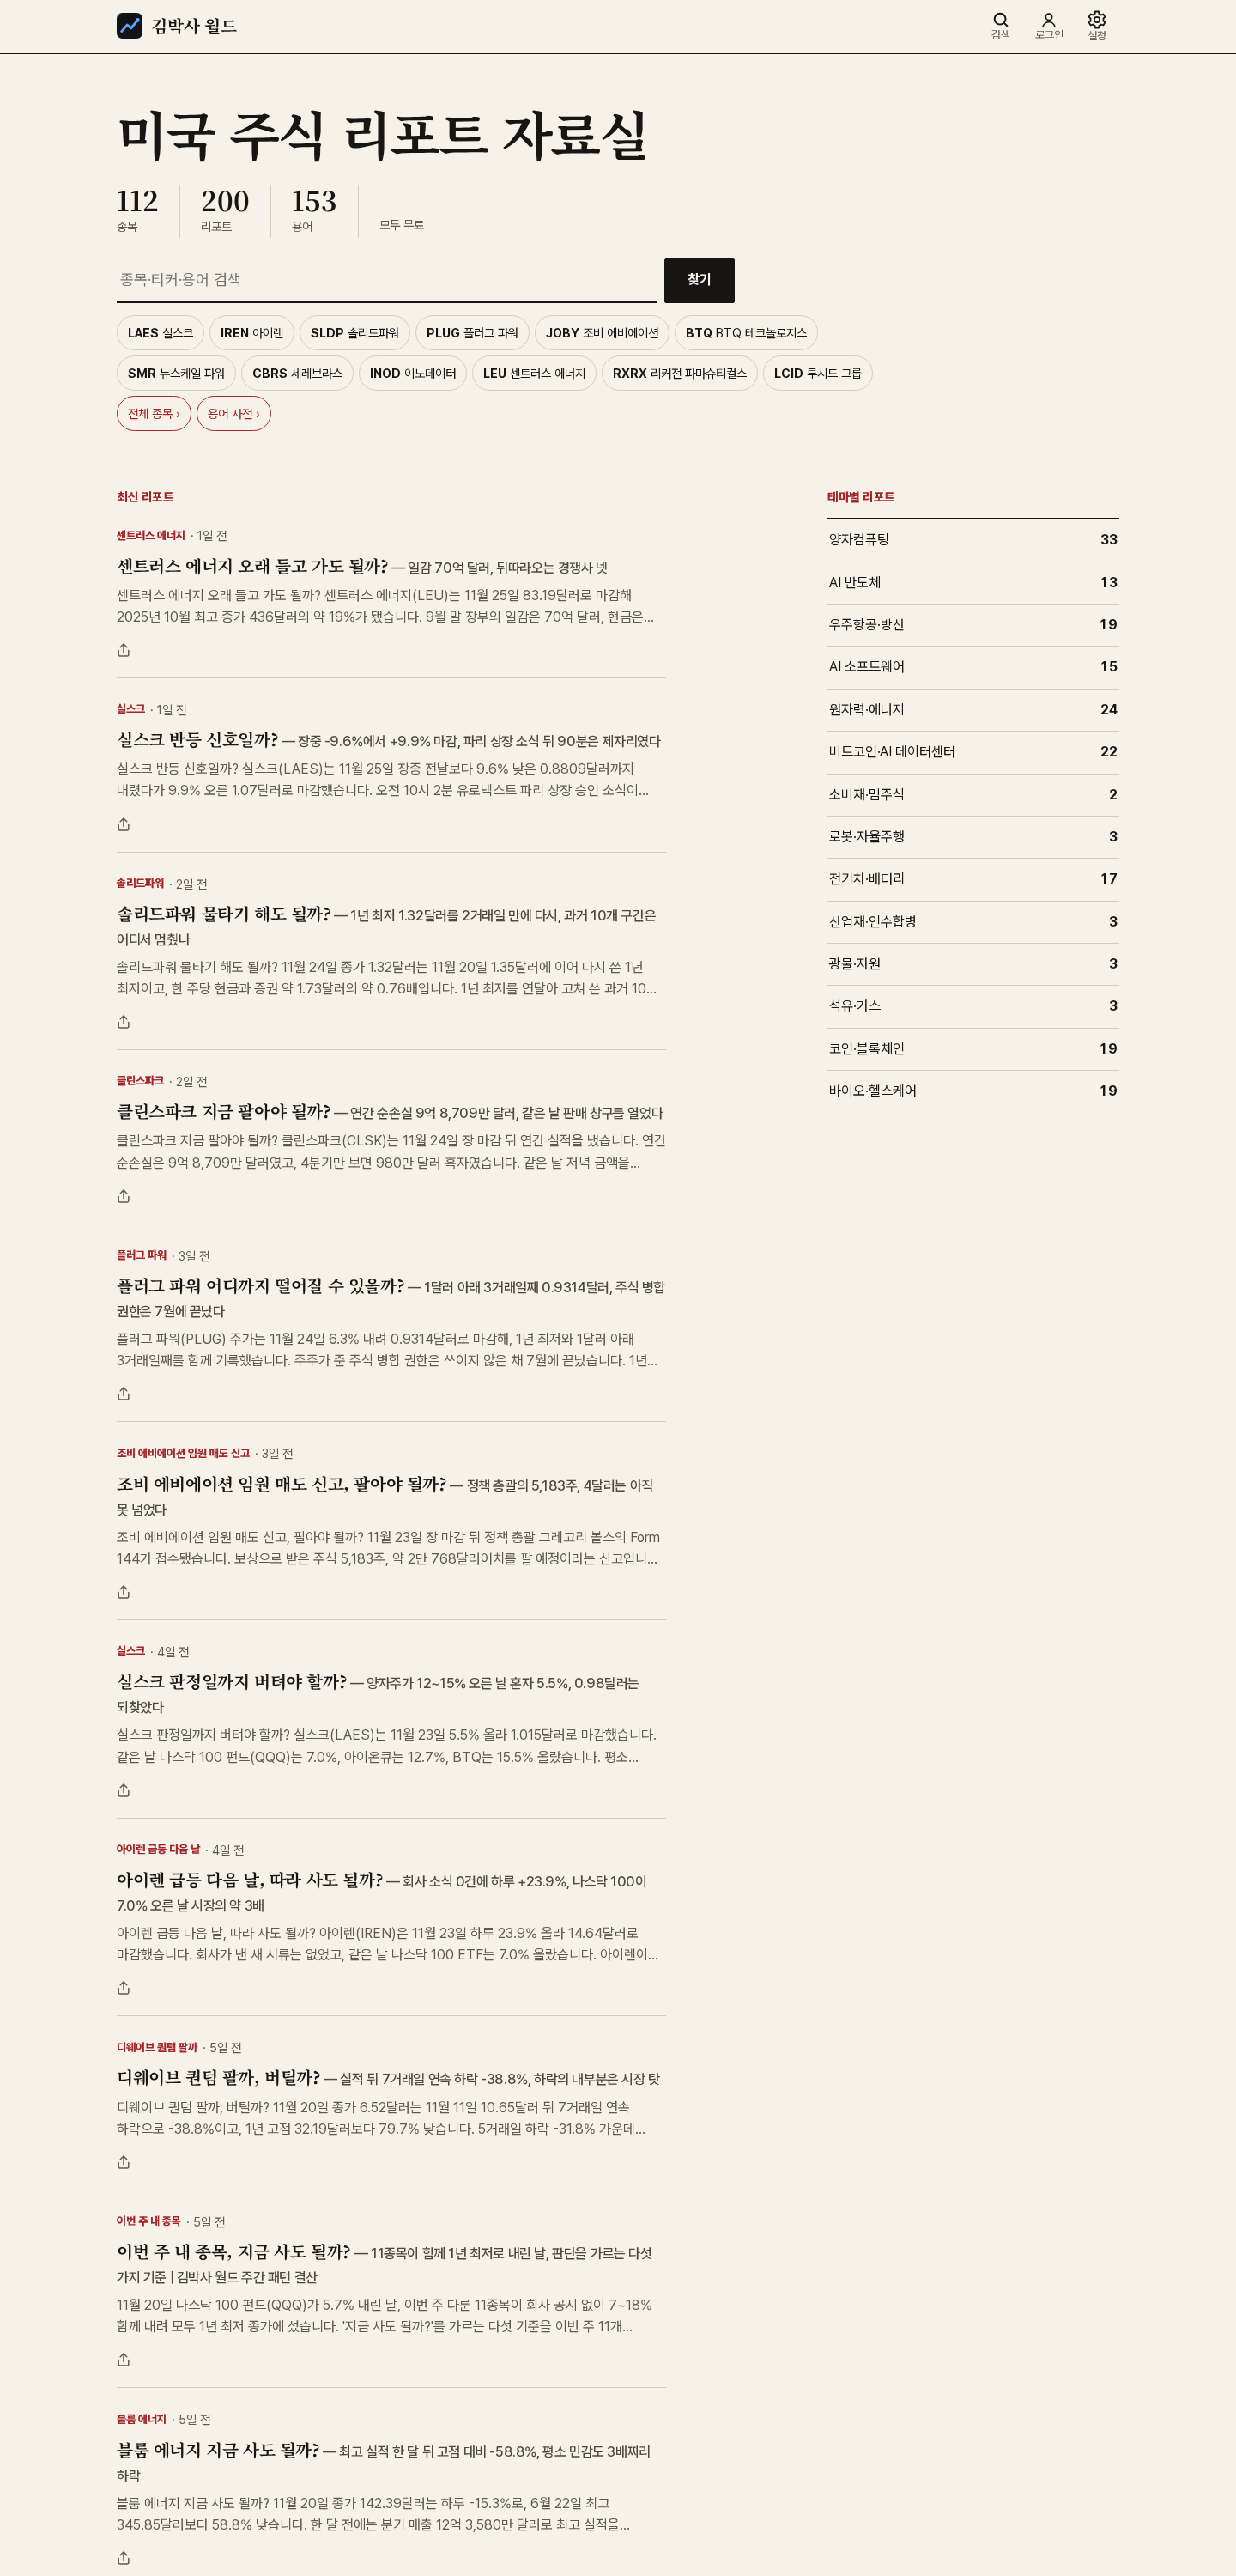 김박사 월드
검색
로그인
설정
미국 주식 리포트 자료실
112
종목
200
리포트
153
용어
모두 무료
종목·티커·용어 검색
찾기
LAES 실스크
IREN 아이렌
SLDP 솔리드파워
PLUG 플러그 파워
JOBY 조비 에비에이션
BTQ BTQ 테크놀로지스
SMR 뉴스케일 파워
CBRS 세레브라스
INOD 이노데이터
LEU 센트러스 에너지
RXRX 리커전 파마슈티컬스
LCID 루시드 그룹
전체 종목 ›
용어 사전 ›
최신 리포트
센트러스 에너지 · 1일 전
센트러스 에너지 오래 들고 가도 될까? — 일감 70억 달러, 뒤따라오는 경쟁사 넷
센트러스 에너지 오래 들고 가도 될까? 센트러스 에너지(LEU)는 11월 25일 83.19달러로 마감해
2025년 10월 최고 종가 436달러의 약 19%가 됐습니다. 9월 말 장부의 일감은 70억 달러, 현금은...
실스크 · 1일 전
실스크 반등 신호일까? — 장중 -9.6%에서 +9.9% 마감, 파리 상장 소식 뒤 90분은 제자리였다
실스크 반등 신호일까? 실스크(LAES)는 11월 25일 장중 전날보다 9.6% 낮은 0.8809달러까지
내렸다가 9.9% 오른 1.07달러로 마감했습니다. 오전 10시 2분 유로넥스트 파리 상장 승인 소식이...
솔리드파워 · 2일 전
솔리드파워 물타기 해도 될까? — 1년 최저 1.32달러를 2거래일 만에 다시, 과거 10개 구간은
어디서 멈췄나
솔리드파워 물타기 해도 될까? 11월 24일 종가 1.32달러는 11월 20일 1.35달러에 이어 다시 쓴 1년
최저이고, 한 주당 현금과 증권 약 1.73달러의 약 0.76배입니다. 1년 최저를 연달아 고쳐 쓴 과거 10...
클린스파크 · 2일 전
클린스파크 지금 팔아야 될까? — 연간 순손실 9억 8,709만 달러, 같은 날 판매 창구를 열었다
클린스파크 지금 팔아야 될까? 클린스파크(CLSK)는 11월 24일 장 마감 뒤 연간 실적을 냈습니다. 연간
순손실은 9억 8,709만 달러였고, 4분기만 보면 980만 달러 흑자였습니다. 같은 날 저녁 금액을...
플러그 파워 · 3일 전
플러그 파워 어디까지 떨어질 수 있을까? — 1달러 아래 3거래일째 0.9314달러, 주식 병합
권한은 7월에 끝났다
플러그 파워(PLUG) 주가는 11월 24일 6.3% 내려 0.9314달러로 마감해, 1년 최저와 1달러 아래
3거래일째를 함께 기록했습니다. 주주가 준 주식 병합 권한은 쓰이지 않은 채 7월에 끝났습니다. 1년...
조비 에비에이션 임원 매도 신고 · 3일 전
조비 에비에이션 임원 매도 신고, 팔아야 될까? — 정책 총괄의 5,183주, 4달러는 아직
못 넘었다
조비 에비에이션 임원 매도 신고, 팔아야 될까? 11월 23일 장 마감 뒤 정책 총괄 그레고리 볼스의 Form
144가 접수됐습니다. 보상으로 받은 주식 5,183주, 약 2만 768달러어치를 팔 예정이라는 신고입니...
실스크 · 4일 전
실스크 판정일까지 버텨야 할까? — 양자주가 12~15% 오른 날 혼자 5.5%, 0.98달러는
되찾았다
실스크 판정일까지 버텨야 할까? 실스크(LAES)는 11월 23일 5.5% 올라 1.015달러로 마감했습니다.
같은 날 나스닥 100 펀드(QQQ)는 7.0%, 아이온큐는 12.7%, BTQ는 15.5% 올랐습니다. 평소...
아이렌 급등 다음 날 · 4일 전
아이렌 급등 다음 날, 따라 사도 될까? — 회사 소식 0건에 하루 +23.9%, 나스닥 100이
7.0% 오른 날 시장의 약 3배
아이렌 급등 다음 날, 따라 사도 될까? 아이렌(IREN)은 11월 23일 하루 23.9% 올라 14.64달러로
마감했습니다. 회사가 낸 새 서류는 없었고, 같은 날 나스닥 100 ETF는 7.0% 올랐습니다. 아이렌이...
디웨이브 퀀텀 팔까 · 5일 전
디웨이브 퀀텀 팔까, 버틸까? — 실적 뒤 7거래일 연속 하락 -38.8%, 하락의 대부분은 시장 탓
디웨이브 퀀텀 팔까, 버틸까? 11월 20일 종가 6.52달러는 11월 11일 10.65달러 뒤 7거래일 연속
하락으로 -38.8%이고, 1년 고점 32.19달러보다 79.7% 낮습니다. 5거래일 하락 -31.8% 가운데...
이번 주 내 종목 · 5일 전
이번 주 내 종목, 지금 사도 될까? — 11종목이 함께 1년 최저로 내린 날, 판단을 가르는 다섯
가지 기준 | 김박사 월드 주간 패턴 결산
11월 20일 나스닥 100 펀드(QQQ)가 5.7% 내린 날, 이번 주 다룬 11종목이 회사 공시 없이 7~18%
함께 내려 모두 1년 최저 종가에 섰습니다. '지금 사도 될까?'를 가르는 다섯 기준을 이번 주 11개...
블룸 에너지 · 5일 전
블룸 에너지 지금 사도 될까? — 최고 실적 한 달 뒤 고점 대비 -58.8%, 평소 민감도 3배짜리
하락
블룸 에너지 지금 사도 될까? 11월 20일 종가 142.39달러는 하루 -15.3%로, 6월 22일 최고
345.85달러보다 58.8% 낮습니다. 한 달 전에는 분기 매출 12억 3,580만 달러로 최고 실적을...
테마별 리포트
양자컴퓨팅 33
AI 반도체 13
우주항공·방산 19
AI 소프트웨어 15
원자력·에너지 24
비트코인·AI 데이터센터 22
소비재·밈주식 2
로봇·자율주행 3
전기차·배터리 17
산업재·인수합병 3
광물·자원 3
석유·가스 3
코인·블록체인 19
바이오·헬스케어 19